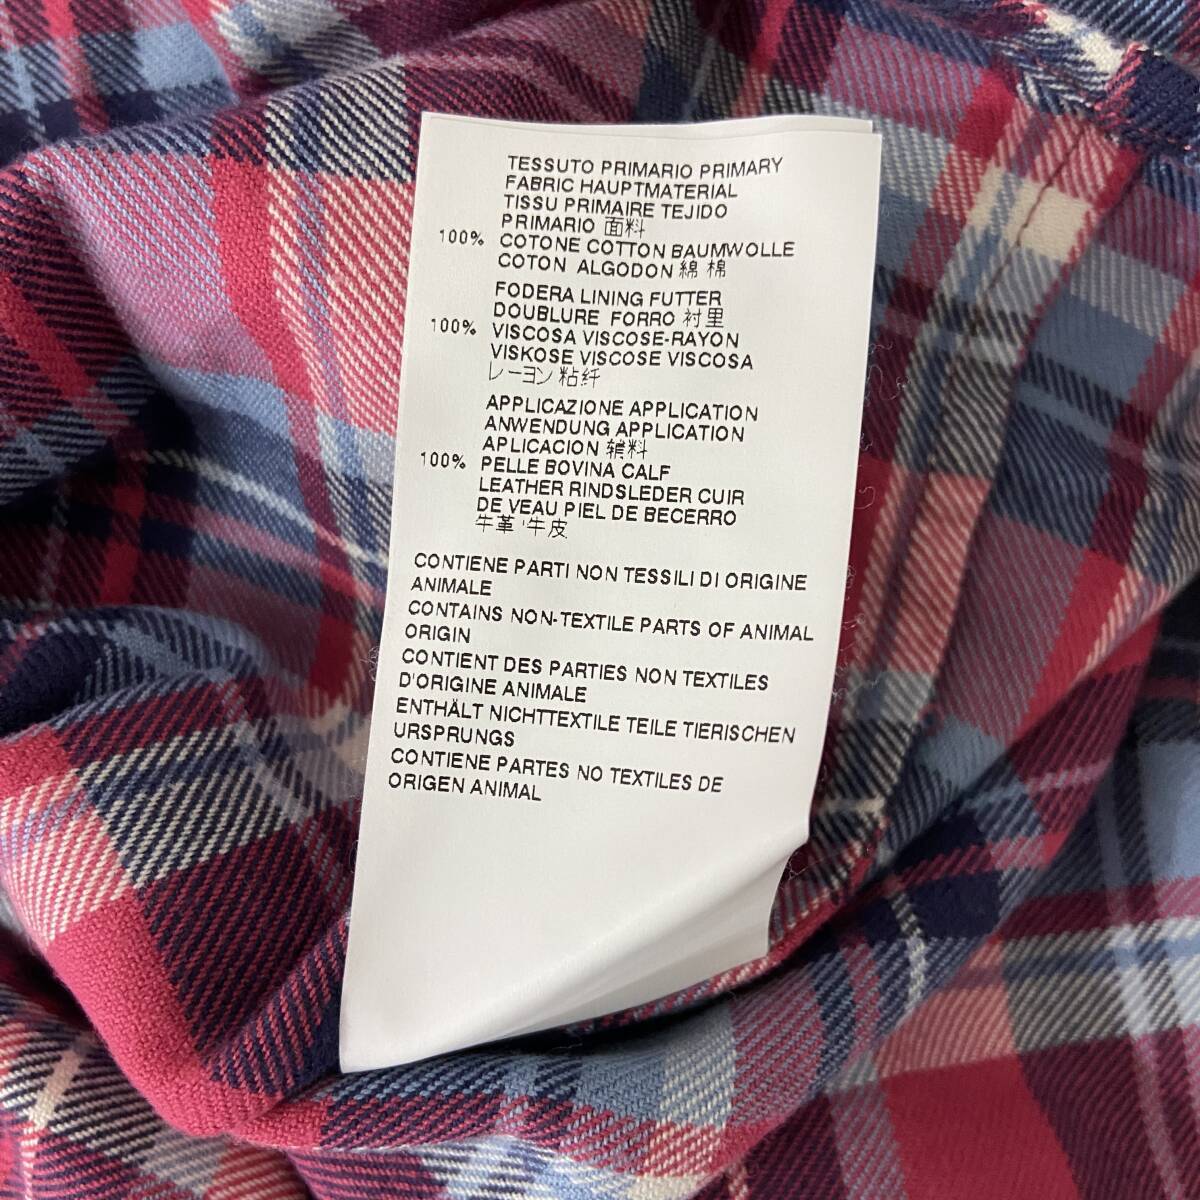 TESSUTO PRIMARIO PRIMARY
FABRIC HAUPTMATERIAL
TISSU PRIMAIRE TEJIDO
PRIMARIO 面料
100% COTONE COTTON BAUMWOLLE
COTON ALGODON 綿 棉
FODERA LINING FUTTER
DOUBLURE FORRO 衬里
100% VISCOSA VISCOSE-RAYON
VISKOSE VISCOSE VISCOSA
レーヨン 粘纤
APPLICAZIONE APPLICATION
ANWENDUNG APPLICATION
APLICACION 辅料
100% PELLE BOVINA CALF
LEATHER RINDSLEDER CUIR
DE VEAU PIEL DE BECERRO
牛革 牛皮
CONTIENE PARTI NON TESSILI DI ORIGINE
ANIMALE
CONTAINS NON-TEXTILE PARTS OF ANIMAL
ORIGIN
CONTIENT DES PARTIES NON TEXTILES
D'ORIGINE ANIMALE
ENTHÄLT NICHTTEXTILE TEILE TIERISCHEN
URSPRUNGS
CONTIENE PARTES NO TEXTILES DE
ORIGEN ANIMAL